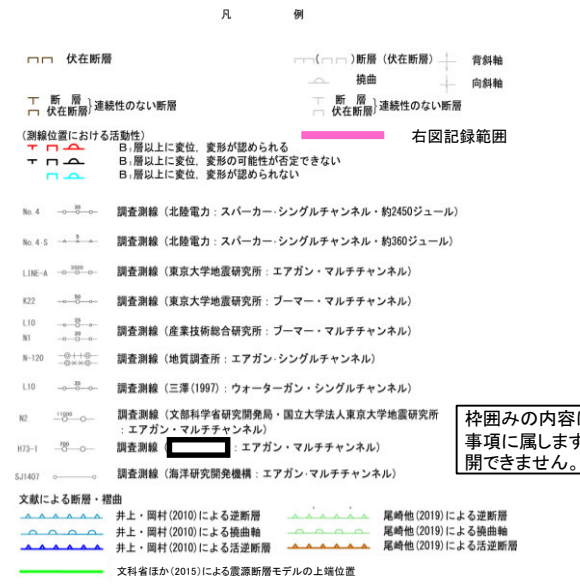 凡 例
伏在断層
断層 (伏在断層)
背斜軸
撓曲
向斜軸
断 層
伏在断層
連続性のない断層
断 層
伏在断層
連続性のない断層
(測線位置における活動性)
右図記録範囲
B₁層以上に変位, 変形が認められる
B₁層以上に変位, 変形の可能性が否定できない
B₁層以上に変位, 変形が認められない
No.4 調査測線 (北陸電力:スパーカー・シングルチャンネル・約2450ジュール)
No.4-S 調査測線 (北陸電力:スパーカー・シングルチャンネル・約360ジュール)
LINE-A 調査測線 (東京大学地震研究所:エアガン・マルチチャンネル)
K22 調査測線 (東京大学地震研究所:ブーマー・マルチチャンネル)
L10
N1 調査測線 (産業技術総合研究所:ブーマー・マルチチャンネル)
N-120 調査測線 (地質調査所:エアガン・シングルチャンネル)
L10 調査測線 (三澤(1997):ウォーターガン・シングルチャンネル)
N2 11000 調査測線 (文部科学省研究開発局・国立大学法人東京大学地震研究所
:エアガン・マルチチャンネル)
H73-1 700 調査測線 ( :エアガン・マルチチャンネル)
SJ1407 調査測線 (海洋研究開発機構:エアガン・マルチチャンネル)
枠囲みの内容は
事項に属します
開できません。
文献による断層・褶曲
井上・岡村(2010)による逆断層
尾崎他(2019)による逆断層
井上・岡村(2010)による撓曲軸
尾崎他(2019)による撓曲軸
井上・岡村(2010)による活逆断層
尾崎他(2019)による活逆断層
文科省ほか(2015)による震源断層モデルの上端位置